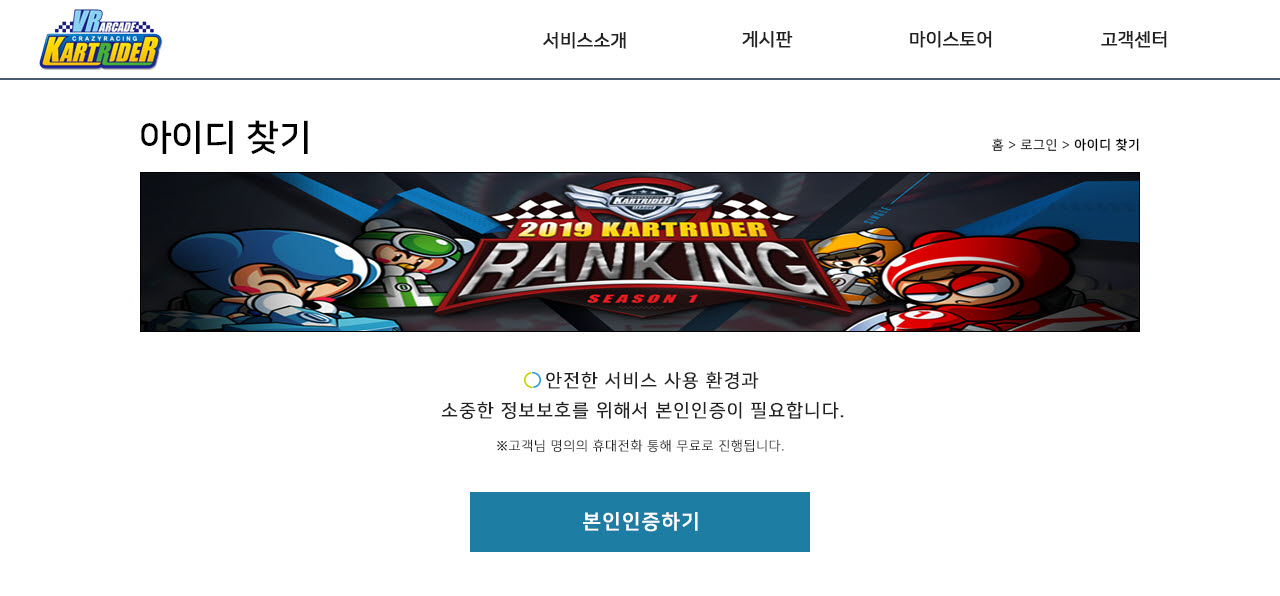 VR ARCADE
CRAZYRACING
KARTRIDER
서비스소개 게시판 마이스토어 고객센터
아이디 찾기
홈 > 로그인 > 아이디 찾기
KARTRIDER
LEAGUE
SINGLE
2019 KARTRIDER
RANKING
SEASON 1
안전한 서비스 사용 환경과
소중한 정보보호를 위해서 본인인증이 필요합니다.
※고객님 명의의 휴대전화 통해 무료로 진행됩니다.
본인인증하기